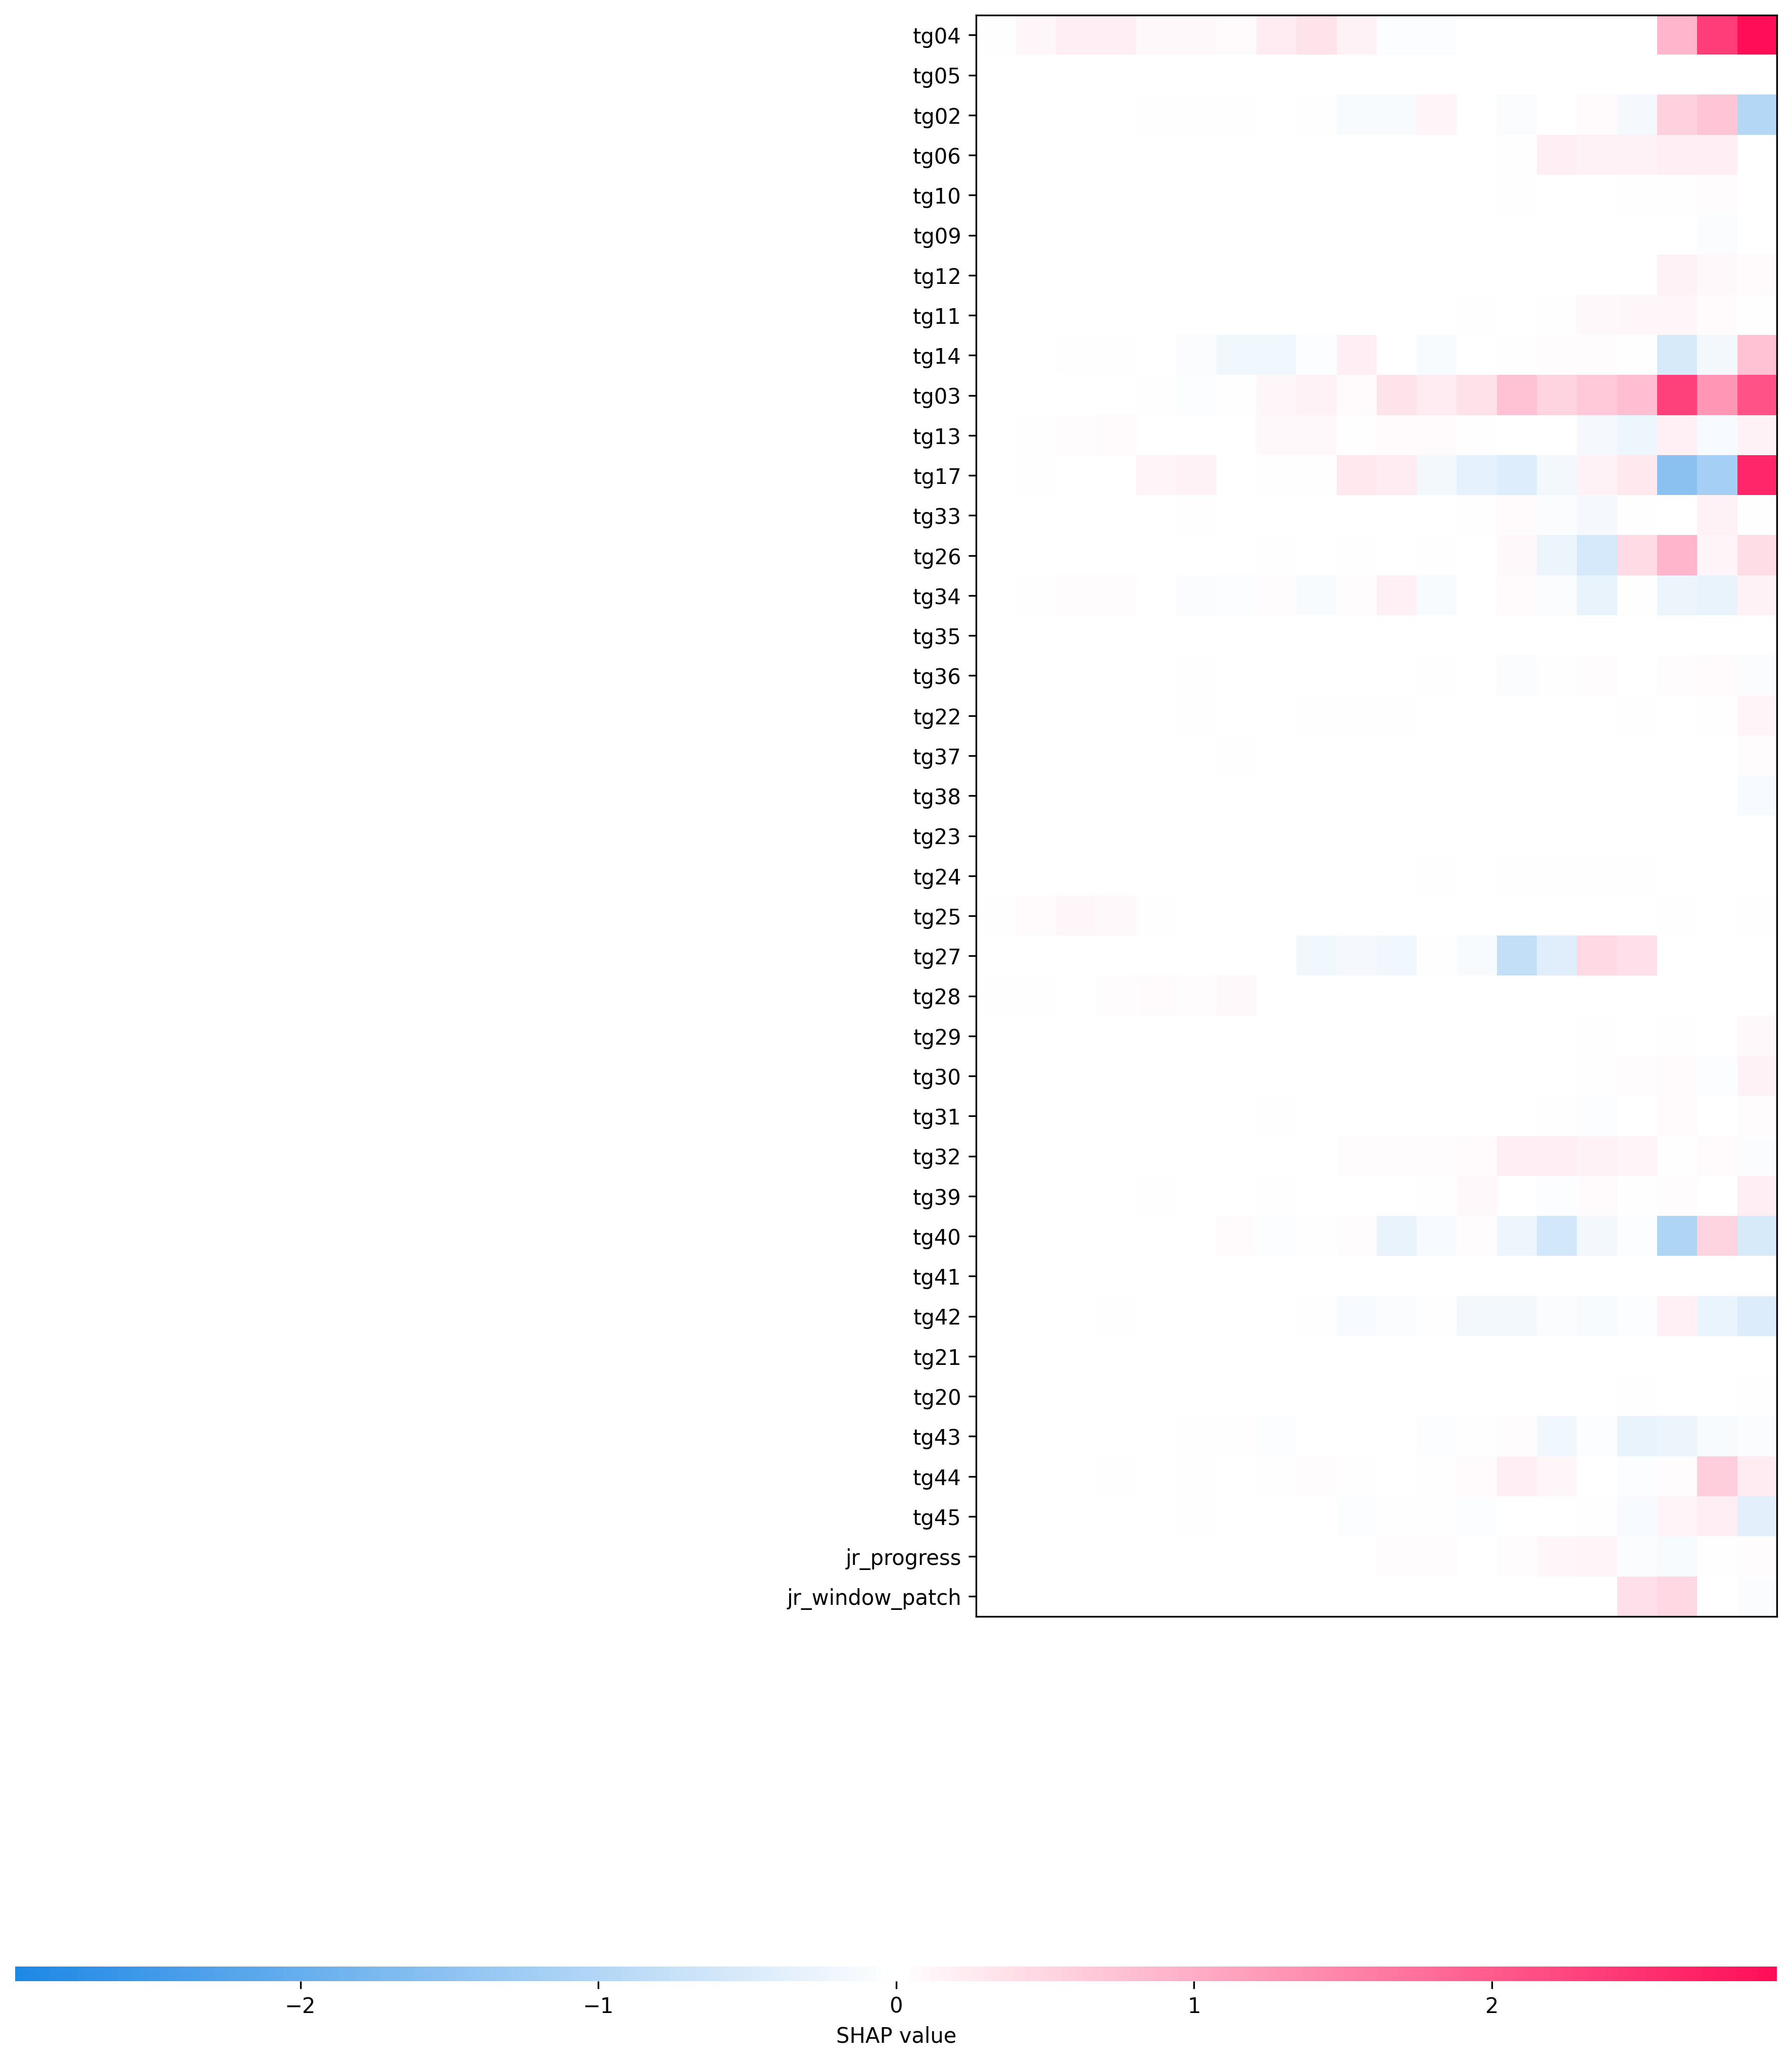 tg04
tg05
tg02
tg06
tg10
tg09
tg12
tg11
tg14
tg03
tg13
tg17
tg33
tg26
tg34
tg35
tg36
tg22
tg37
tg38
tg23
tg24
tg25
tg27
tg28
tg29
tg30
tg31
tg32
tg39
tg40
tg41
tg42
tg21
tg20
tg43
tg44
tg45
jr_progress
jr_window_patch
−2 −1 0 1 2
SHAP value